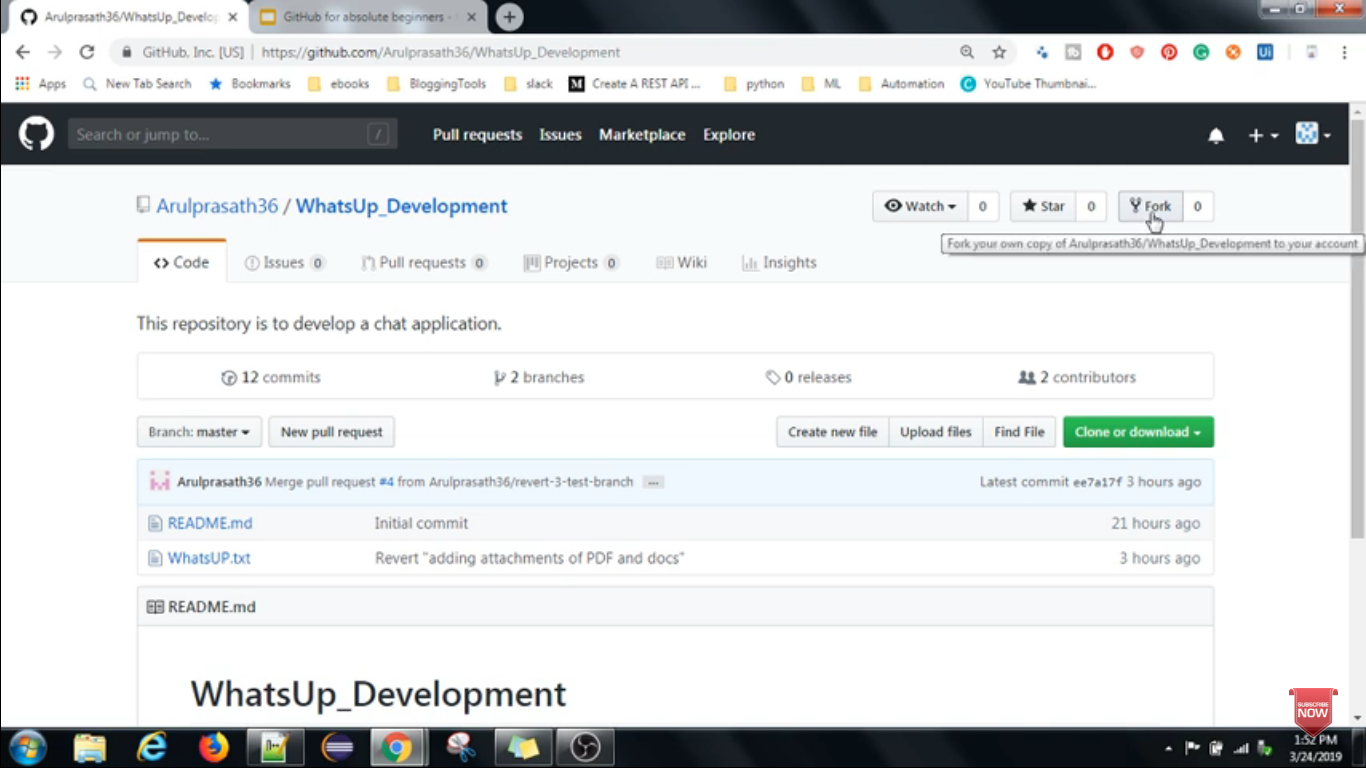 Arulprasath36/WhatsUp_Develop
GitHub for absolute beginners -
GitHub, Inc. [US] | https://github.com/Arulprasath36/WhatsUp_Development
Apps New Tab Search Bookmarks ebooks BloggingTools slack Create A REST API ... python ML Automation YouTube Thumbnai...
Search or jump to... /
Pull requests Issues Marketplace Explore
Arulprasath36 / WhatsUp_Development
Watch 0 Star 0 Fork 0
Fork your own copy of Arulprasath36/WhatsUp_Development to your account
Code Issues 0 Pull requests 0 Projects 0 Wiki Insights
This repository is to develop a chat application.
12 commits 2 branches 0 releases 2 contributors
Branch: master New pull request Create new file Upload files Find File Clone or download
Arulprasath36 Merge pull request #4 from Arulprasath36/revert-3-test-branch ... Latest commit ee7a17f 3 hours ago
README.md Initial commit 21 hours ago
WhatsUP.txt Revert "adding attachments of PDF and docs" 3 hours ago
README.md
WhatsUp_Development
SUBSCRIBE
NOW
1:52 PM
3/24/2019